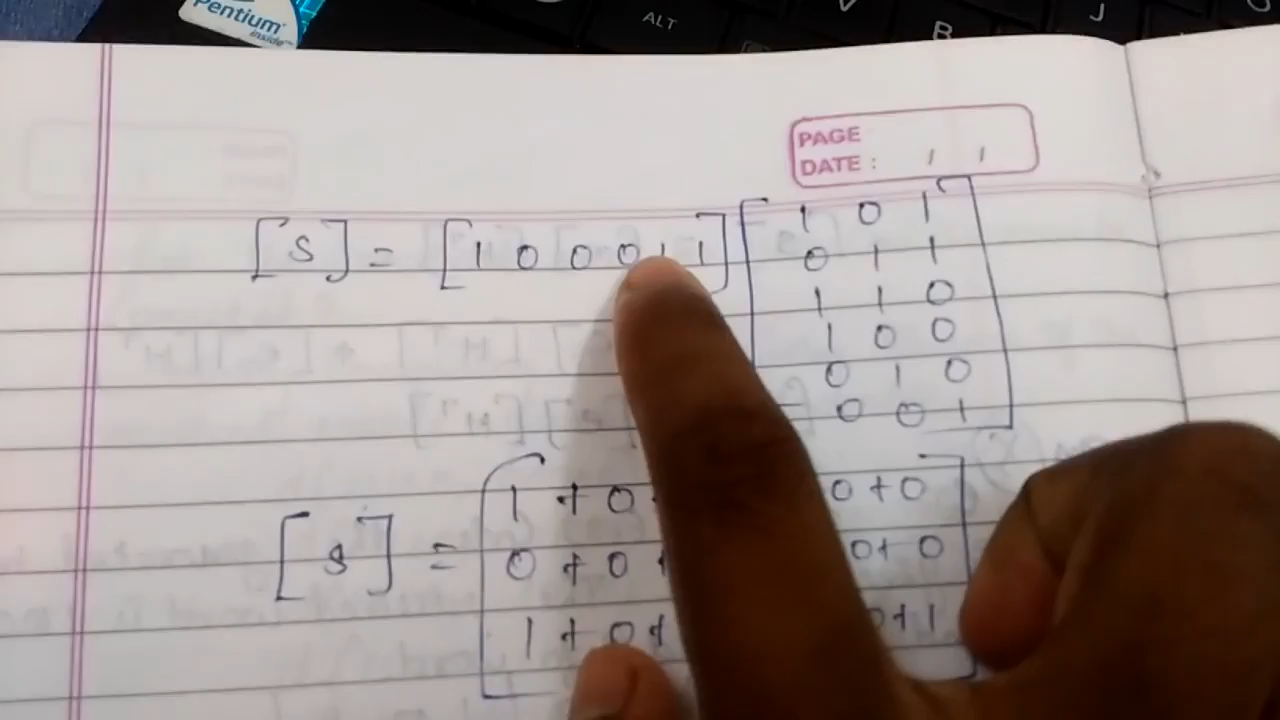 pentium
inside™
ALT
V
B
J
PAGE
DATE : / /
[S] = [1 0 0 0 1 1] [1 0 1
0 1 1
1 1 0
1 0 0
0 1 0
0 0 1]
[s] = [1 + 0 0 + 0
0 + 0 + 0 + 0
1 + 0 + + 1]